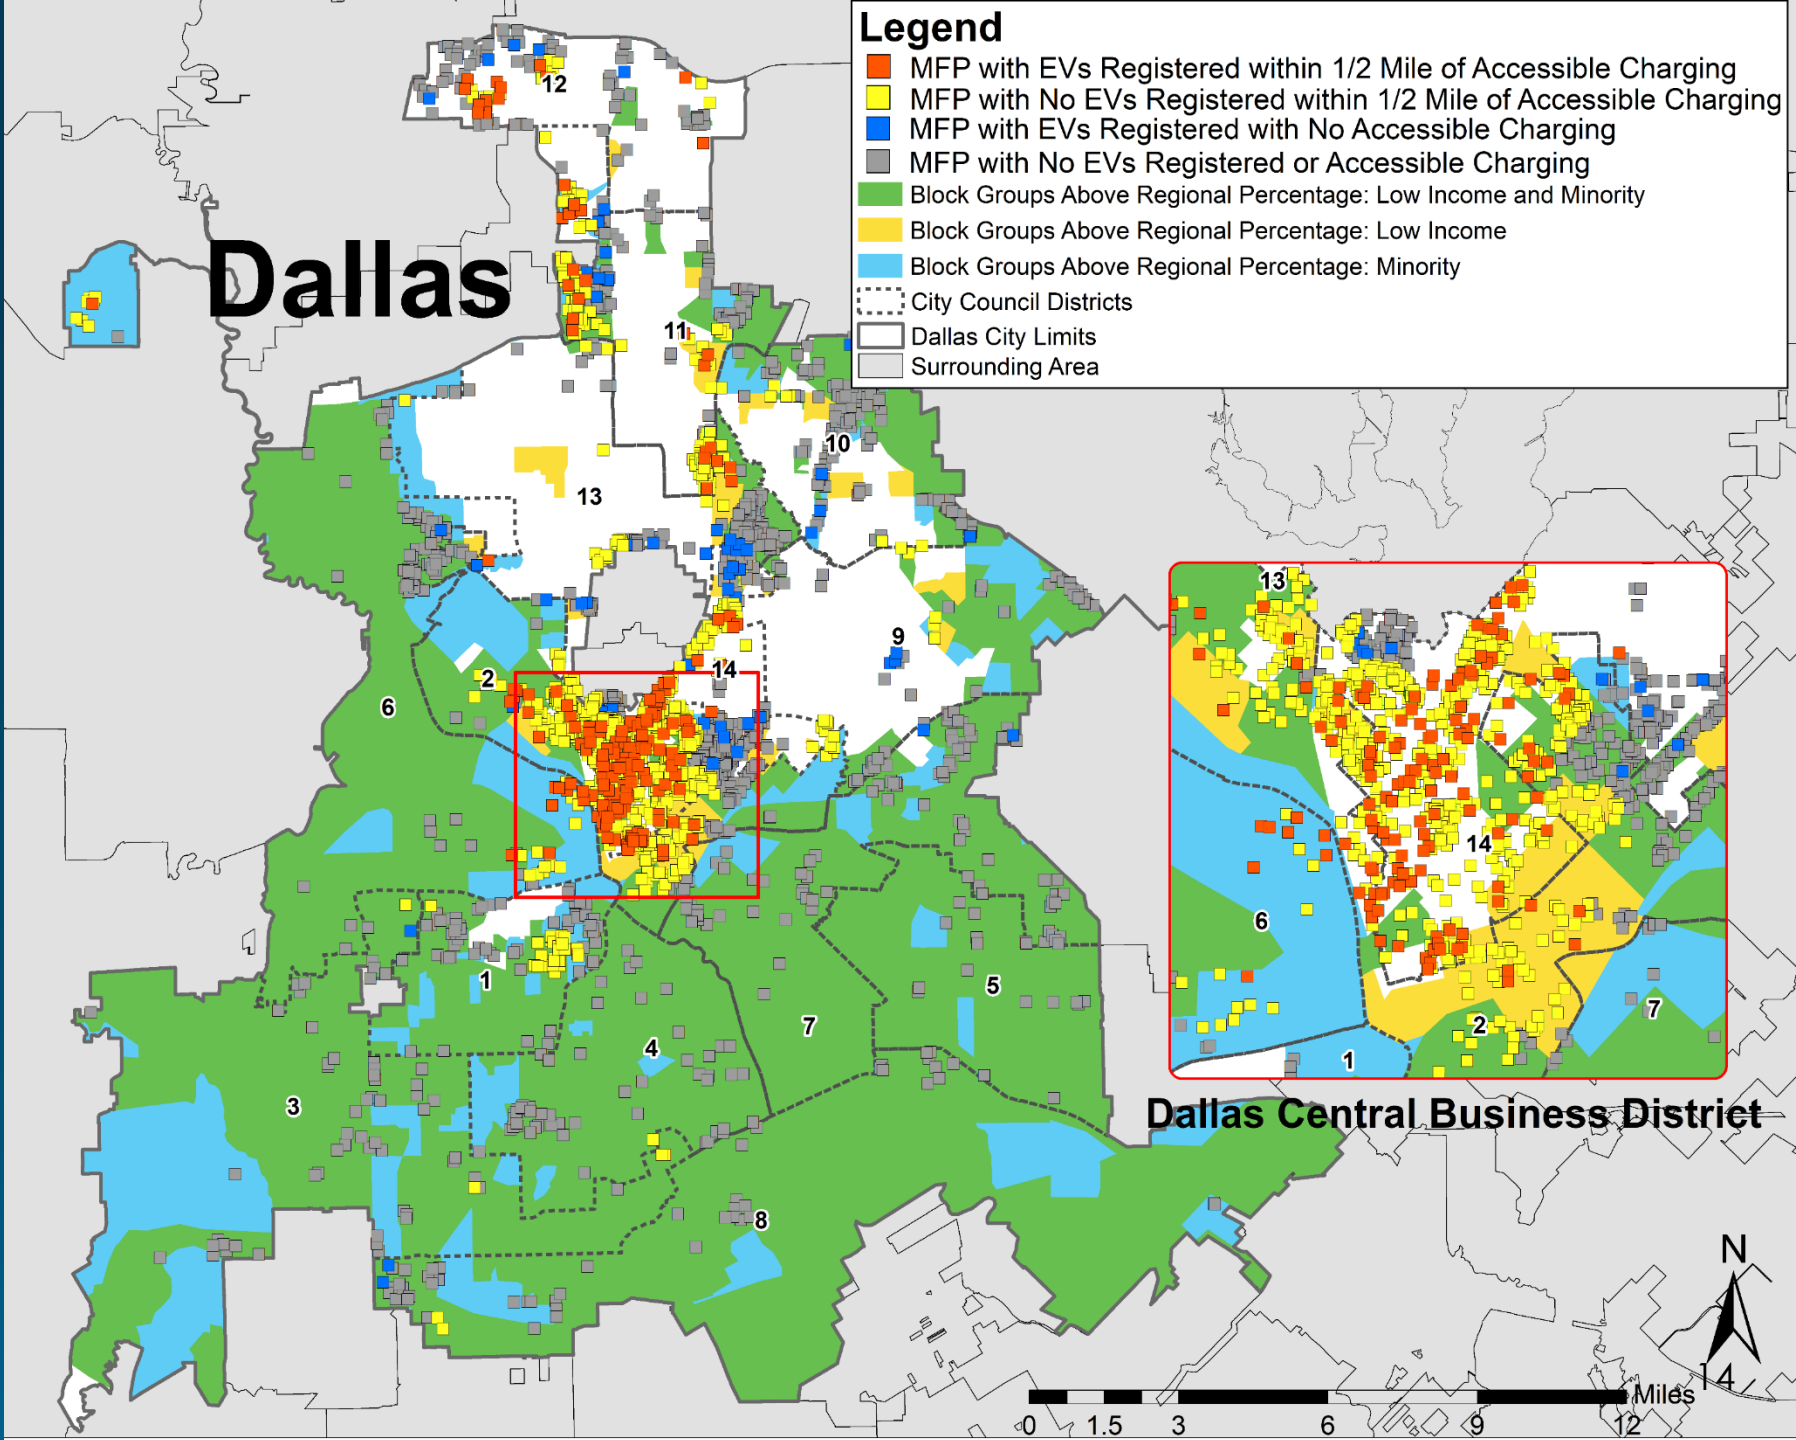 Legend
MFP with EVs Registered within 1/2 Mile of Accessible Charging
MFP with No EVs Registered within 1/2 Mile of Accessible Charging
MFP with EVs Registered with No Accessible Charging
MFP with No EVs Registered or Accessible Charging
Block Groups Above Regional Percentage: Low Income and Minority
Block Groups Above Regional Percentage: Low Income
Block Groups Above Regional Percentage: Minority
City Council Districts
Dallas City Limits
Surrounding Area
Dallas
12
11
10
13
9
14
2
6
1
5
7
4
3
8
13
14
6
7
2
1
Dallas Central Business District
N
14
Miles
0 1.5 3 6 9 12